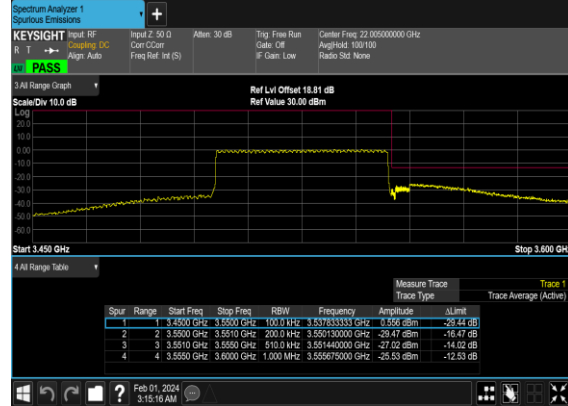 Spectrum Analyzer 1
Spurious Emissions
KEYSIGHT Input: RF Input Z: 50 Ω Atten: 30 dB Trig: Free Run Center Freq: 22.005000000 GHz
R T Coupling: DC Corr CCorr Gate: Off Avg|Hold: 100/100
Align: Auto Freq Ref: Int (S) IF Gain: Low Radio Std: None
PASS
3 All Range Graph Ref Lvl Offset 18.81 dB
Scale/Div 10.0 dB Ref Value 30.00 dBm
Log
20.0
10.0
0.00
-10.0
-20.0
-30.0
-40.0
-50.0
-60.0
Start 3.450 GHz Stop 3.600 GH
4 All Range Table
Measure Trace Trace 1
Trace Type Trace Average (Active)
Spur Range Start Freq Stop Freq RBW Frequency Amplitude ΔLimit
1 1 3.4500 GHz 3.5500 GHz 100.0 kHz 3.537833333 GHz 0.556 dBm -29.44 dB
2 2 3.5500 GHz 3.5510 GHz 200.0 kHz 3.550130000 GHz -29.47 dBm -16.47 dB
3 3 3.5510 GHz 3.5550 GHz 510.0 kHz 3.551440000 GHz -27.02 dBm -14.02 dB
4 4 3.5550 GHz 3.6000 GHz 1.000 MHz 3.555675000 GHz -25.53 dBm -12.53 dB
? Feb 01, 2024
3:15:16 AM